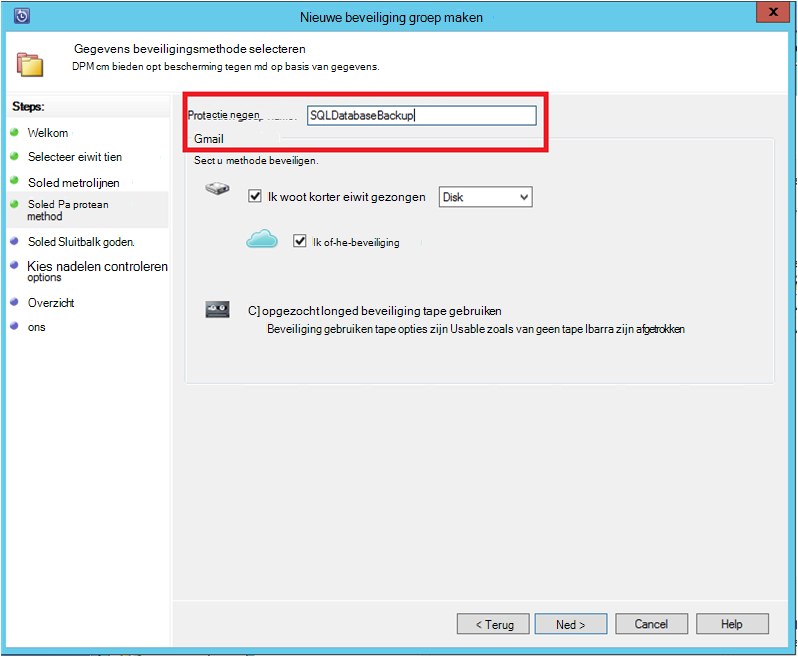 Nieuwe beveiliging groep maken
x
Gegevens beveiligingsmethode selecteren
DPM cm bieden opt bescherming tegen md op basis van gegevens.
Steps:
Welkom
Selecteer eiwit tien
Soled metrolijnen
Soled Pa protean
method
Soled Sluitbalk goden.
Kies nadelen controleren
options
Overzicht
ons
Protactie negen
SQLDatabaseBackup
Gmail
Sect u methode beveiligen.
Ik woot korter eiwit gezongen
Disk
Ik of-he-beveiliging
C] opgezocht longed beveiliging tape gebruiken
Beveiliging gebruiken tape opties zijn Usable zoals van geen tape Ibarra zijn afgetrokken
< Terug
Ned >
Cancel
Help